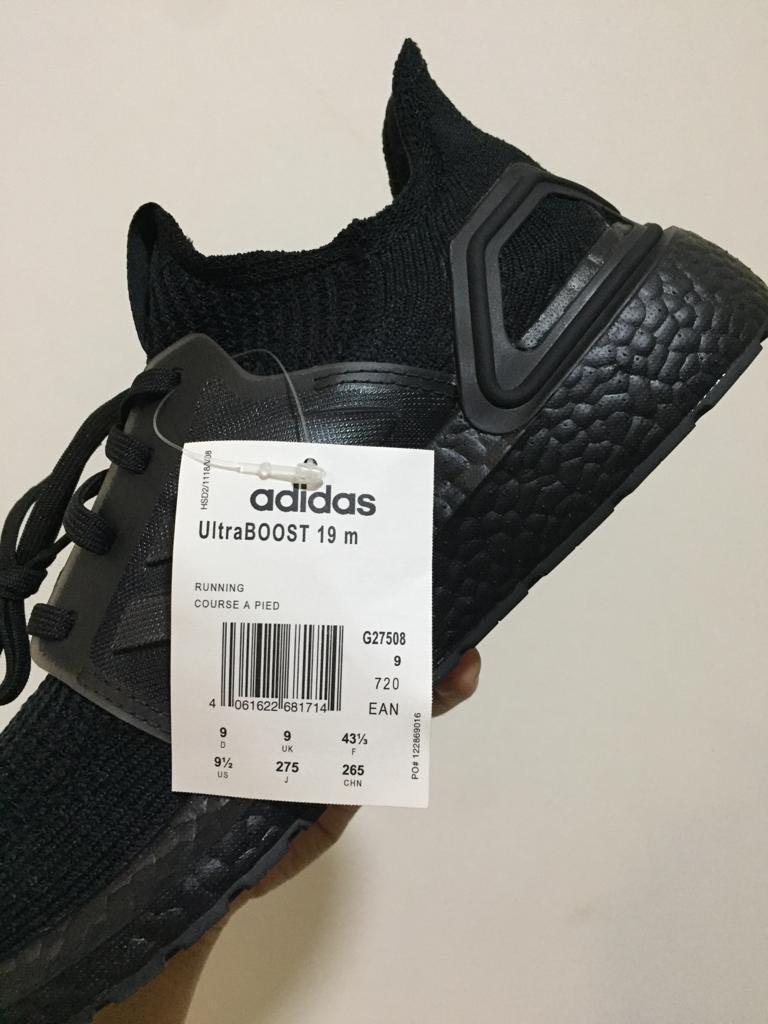 HSD2/1118A/08
adidas
UltraBOOST 19 m
RUNNING
COURSE A PIED
G27508
9
720
EAN
4 061622 681714
9 9 43⅓
D UK F
9½ 275 265
US J CHN
PO# 122869016